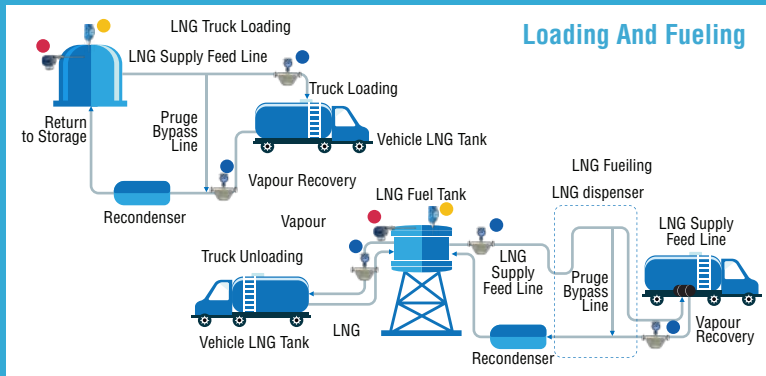 Loading And Fueling
LNG Truck Loading
LNG Supply Feed Line
Truck Loading
Return
to Storage
Pruge
Bypass
Line
Vehicle LNG Tank
Vapour Recovery
Recondenser
LNG Fueiling
LNG dispenser
LNG Fuel Tank
Vapour
LNG Supply
Feed Line
Truck Unloading
LNG
Supply
Feed Line
Pruge
Bypass
Line
Vapour
Recovery
LNG
Vehicle LNG Tank
Recondenser